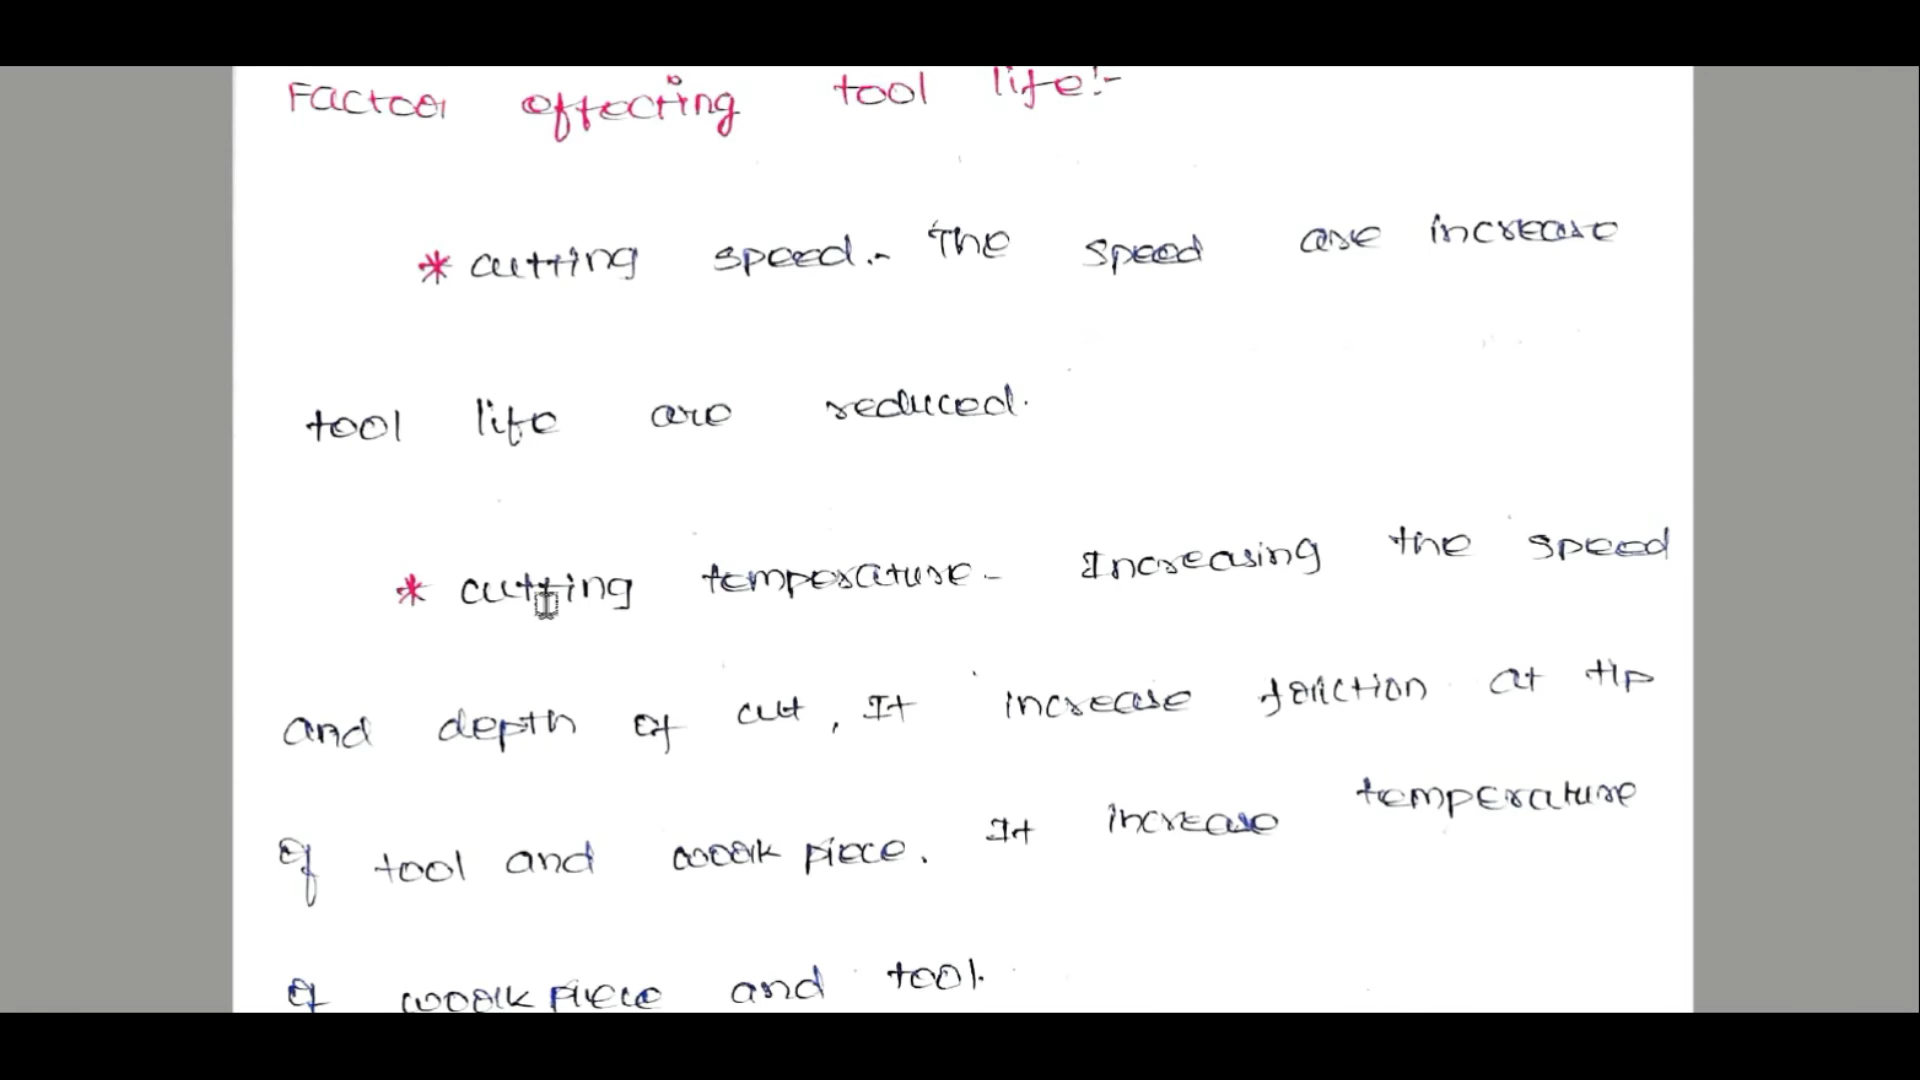 Factor effecting tool life:-
* cutting speed.- The speed are increase
tool life are reduced.
* cutting temperature - Increasing the speed
and depth of cut, It increase friction at tip
of tool and work piece. It increase temperature
of work piece and tool.